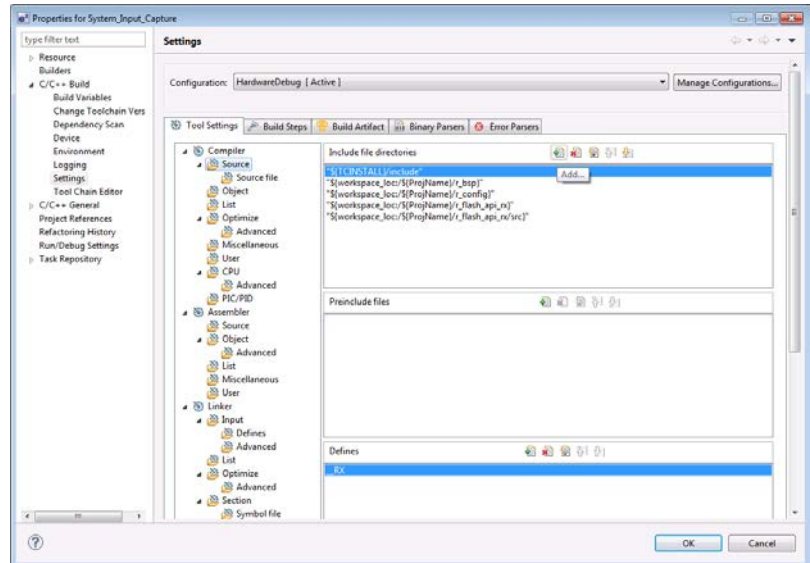 Properties for System_Input_Capture
type filter text
Resource
Builders
C/C++ Build
Build Variables
Change Toolchain Vers
Dependency Scan
Device
Environment
Logging
Settings
Tool Chain Editor
C/C++ General
Project References
Refactoring History
Run/Debug Settings
Task Repository
Settings
Configuration: HardwareDebug [ Active ] Manage Configurations...
Tool Settings Build Steps Build Artifact Binary Parsers Error Parsers
Compiler
Source
Source file
Object
List
Optimize
Advanced
Miscellaneous
User
CPU
Advanced
PIC/PID
Assembler
Source
Object
Advanced
List
Miscellaneous
User
Linker
Input
Defines
Advanced
List
Optimize
Advanced
Section
Symbol file
Include file directories
Add...
"${TCINSTALL}/include"
"${workspace_loc:/${ProjName}/r_bsp}"
"${workspace_loc:/${ProjName}/r_config}"
"${workspace_loc:/${ProjName}/r_flash_api_rx}"
"${workspace_loc:/${ProjName}/r_flash_api_rx/src}"
Preinclude files
Defines
__RX
OK Cancel